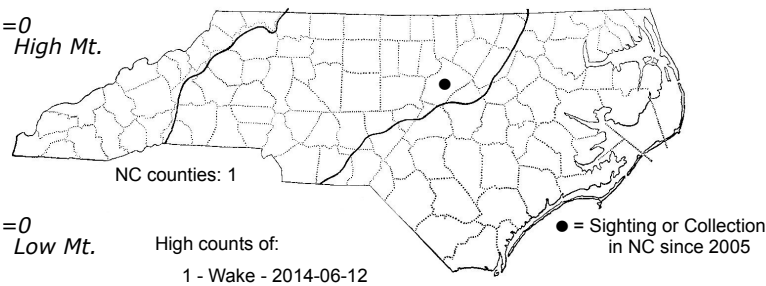 =0
High Mt.
NC counties: 1
=0
Low Mt.
High counts of:
1 - Wake - 2014-06-12
● = Sighting or Collection
in NC since 2005